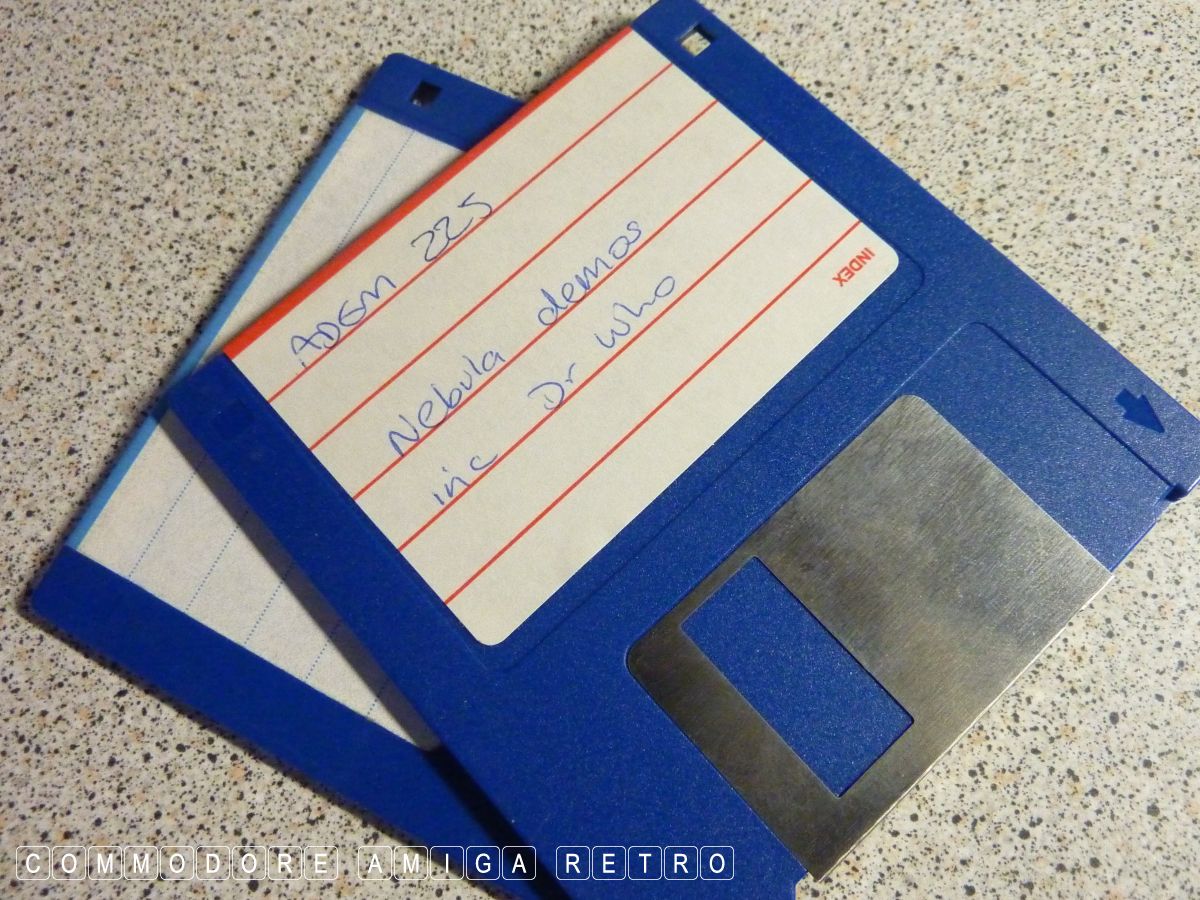 ADEM 225
Nebula demos
inc Dr Who
INDEX
COMMODORE AMIGA RETRO